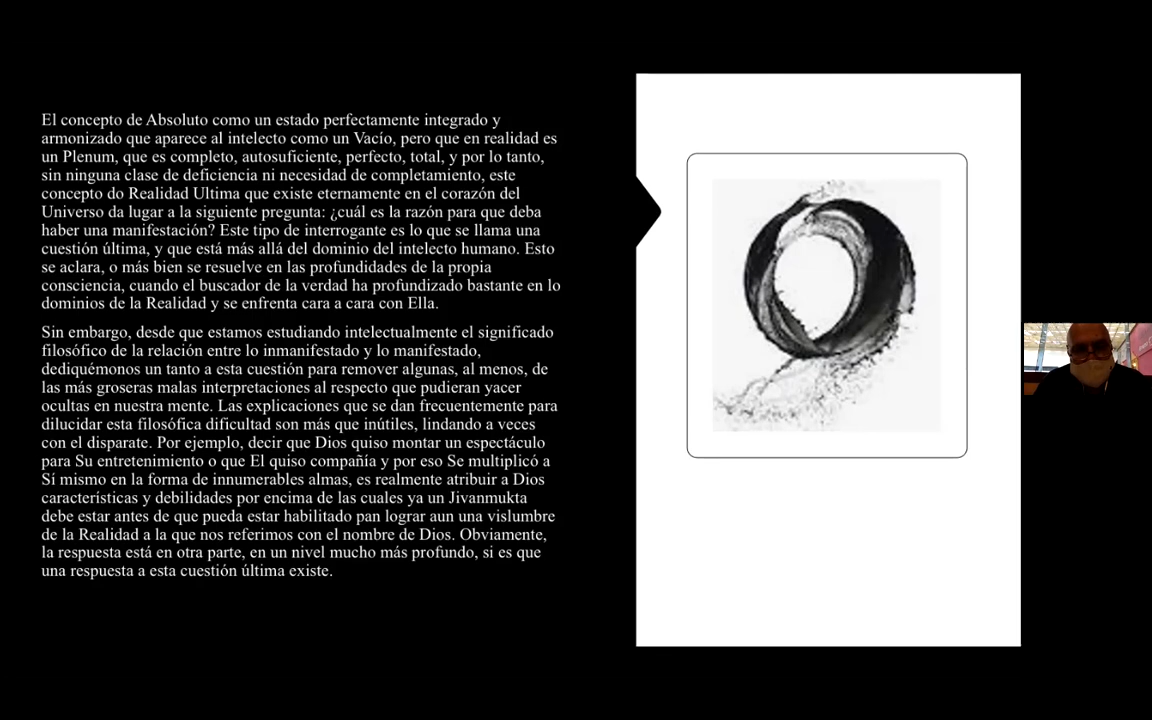 El concepto de Absoluto como un estado perfectamente integrado y
armonizado que aparece al intelecto como un Vacío, pero que en realidad es
un Plenum, que es completo, autosuficiente, perfecto, total, y por lo tanto,
sin ninguna clase de deficiencia ni necesidad de completamiento, este
concepto do Realidad Ultima que existe eternamente en el corazón del
Universo da lugar a la siguiente pregunta: ¿cuál es la razón para que deba
haber una manifestación? Este tipo de interrogante es lo que se llama una
cuestión última, y que está más allá del dominio del intelecto humano. Esto
se aclara, o más bien se resuelve en las profundidades de la propia
consciencia, cuando el buscador de la verdad ha profundizado bastante en lo
dominios de la Realidad y se enfrenta cara a cara con Ella.
Sin embargo, desde que estamos estudiando intelectualmente el significado
filosófico de la relación entre lo inmanifestado y lo manifestado,
dediquémonos un tanto a esta cuestión para remover algunas, al menos, de
las más groseras malas interpretaciones al respecto que pudieran yacer
ocultas en nuestra mente. Las explicaciones que se dan frecuentemente para
dilucidar esta filosófica dificultad son más que inútiles, lindando a veces
con el disparate. Por ejemplo, decir que Dios quiso montar un espectáculo
para Su entretenimiento o que El quiso compañía y por eso Se multiplicó a
Sí mismo en la forma de innumerables almas, es realmente atribuir a Dios
características y debilidades por encima de las cuales ya un Jivanmukta
debe estar antes de que pueda estar habilitado pan lograr aun una vislumbre
de la Realidad a la que nos referimos con el nombre de Dios. Obviamente,
la respuesta está en otra parte, en un nivel mucho más profundo, si es que
una respuesta a esta cuestión última existe.